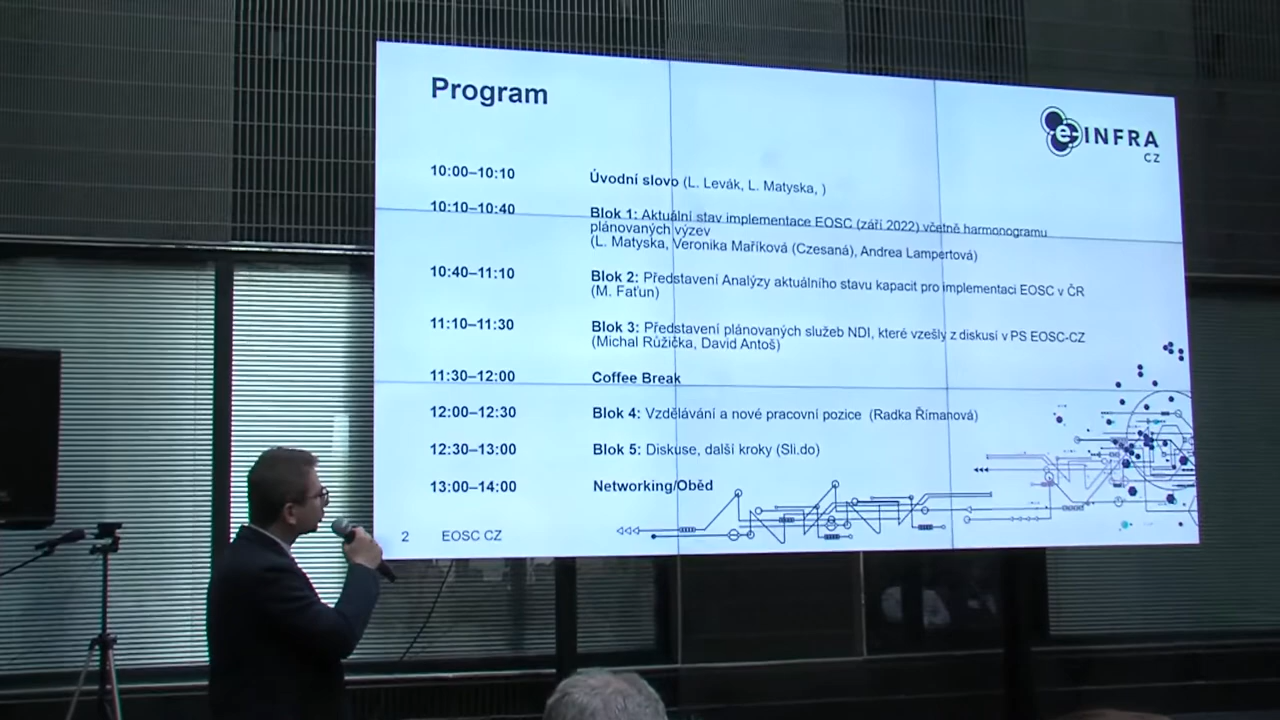 Program
e-INFRA
CZ
10:00–10:10 Úvodní slovo (L. Levák, L. Matyska, )
10:10–10:40 Blok 1: Aktuální stav implementace EOSC (září 2022) včetně harmonogramu
plánovaných výzev
(L. Matyska, Veronika Maříková (Czesaná), Andrea Lampertová)
10:40–11:10 Blok 2: Představení Analýzy aktuálního stavu kapacit pro implementaci EOSC v ČR
(M. Faťun)
11:10–11:30 Blok 3: Představení plánovaných služeb NDI, které vzešly z diskusí v PS EOSC-CZ
(Michal Růžička, David Antoš)
11:30–12:00 Coffee Break
12:00–12:30 Blok 4: Vzdělávání a nové pracovní pozice (Radka Římanová)
12:30–13:00 Blok 5: Diskuse, další kroky (Sli.do)
13:00–14:00 Networking/Oběd
2 EOSC CZ